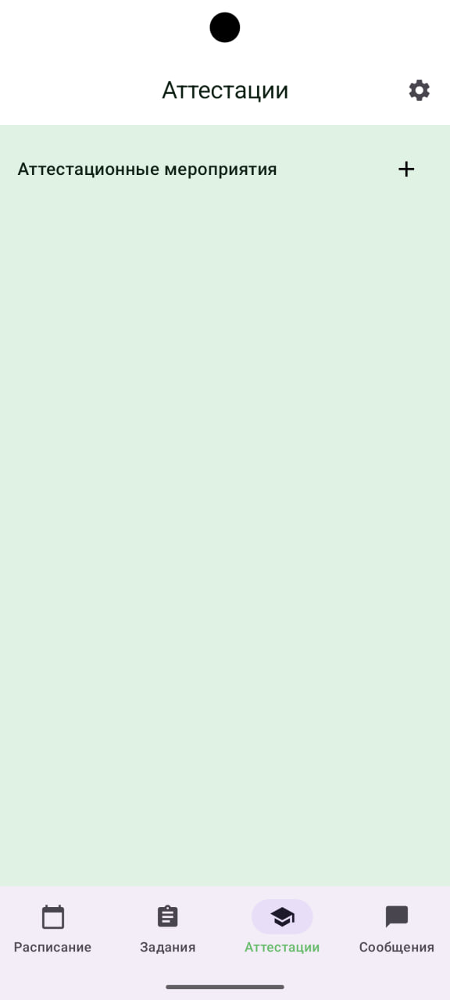 Аттестации
Аттестационные мероприятия
Расписание
Задания
Аттестации
Сообщения